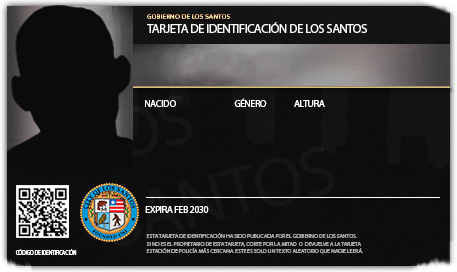 GOBIERNO DE LOS SANTOS
TARJETA DE IDENTIFICACIÓN DE LOS SANTOS
NACIDO GÉNERO ALTURA
SANTOS
EXPIRA FEB 2030
ESTA TARJETA DE IDENTIFICACIÓN HA SIDO PUBLICADA POR EL GOBIERNO DE LOS SANTOS.
SI NO ES EL PROPIETARIO DE ESTA TARJETA, CORTE POR LA MITAD O DEVUELVE A LA TARJETA
ESTACIÓN DE POLICÍA MÁS CERCANA. ESTE ES SOLO UN TEXTO ALEATORIO QUE NADIE LEERÁ.
CÓDIGO DE IDENTIFICACIÓN